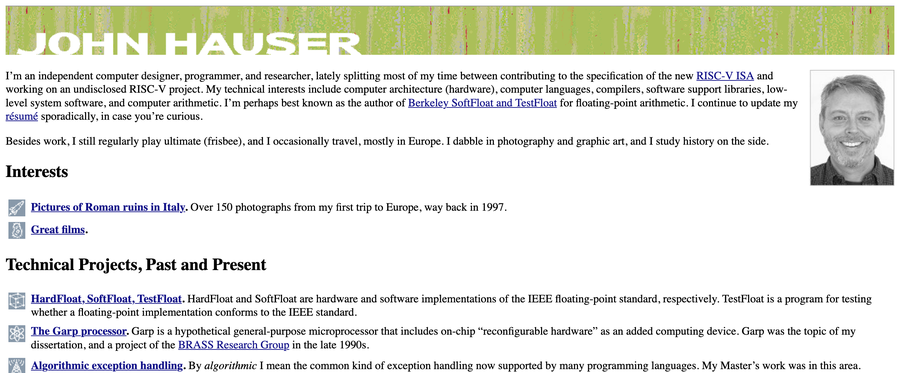 JOHN HAUSER
I’m an independent computer designer, programmer, and researcher, lately splitting most of my time between contributing to the specification of the new RISC-V ISA and
working on an undisclosed RISC-V project. My technical interests include computer architecture (hardware), computer languages, compilers, software support libraries, low-
level system software, and computer arithmetic. I’m perhaps best known as the author of Berkeley SoftFloat and TestFloat for floating-point arithmetic. I continue to update my
résumé sporadically, in case you’re curious.
Besides work, I still regularly play ultimate (frisbee), and I occasionally travel, mostly in Europe. I dabble in photography and graphic art, and I study history on the side.
Interests
Pictures of Roman ruins in Italy. Over 150 photographs from my first trip to Europe, way back in 1997.
Great films.
Technical Projects, Past and Present
HardFloat, SoftFloat, TestFloat. HardFloat and SoftFloat are hardware and software implementations of the IEEE floating-point standard, respectively. TestFloat is a program for testing
whether a floating-point implementation conforms to the IEEE standard.
The Garp processor. Garp is a hypothetical general-purpose microprocessor that includes on-chip “reconfigurable hardware” as an added computing device. Garp was the topic of my
dissertation, and a project of the BRASS Research Group in the late 1990s.
Algorithmic exception handling. By algorithmic I mean the common kind of exception handling now supported by many programming languages. My Master’s work was in this area.